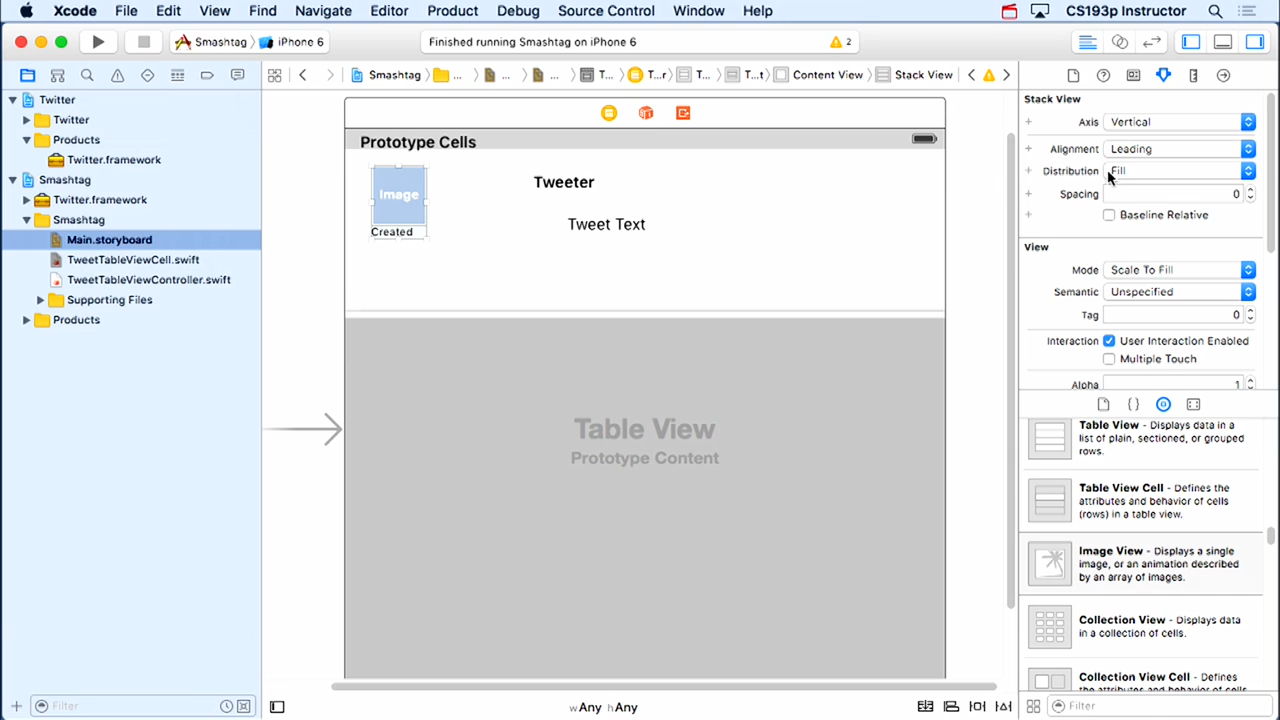 Xcode File Edit View Find Navigate Editor Product Debug Source Control Window Help CS193p Instructor
Smashtag iPhone 6 Finished running Smashtag on iPhone 6 2
Smashtag ... ... ... T... T...r T... T...t Content View Stack View
Twitter
Twitter
Products
Twitter.framework
Smashtag
Twitter.framework
Smashtag
Main.storyboard
TweetTableViewCell.swift
TweetTableViewController.swift
Supporting Files
Products
Filter
Prototype Cells
Image
Created
Tweeter
Tweet Text
Table View
Prototype Content
wAny hAny
Stack View
Axis Vertical
Alignment Leading
Distribution Fill
Spacing 0
Baseline Relative
View
Mode Scale To Fill
Semantic Unspecified
Tag 0
Interaction User Interaction Enabled
Multiple Touch
Alpha 1
Table View - Displays data in a
list of plain, sectioned, or grouped
rows.
Table View Cell - Defines the
attributes and behavior of cells
(rows) in a table view.
Image View - Displays a single
image, or an animation described
by an array of images.
Collection View - Displays data
in a collection of cells.
Collection View Cell - Defines
the attributes and behavior of cells
Filter